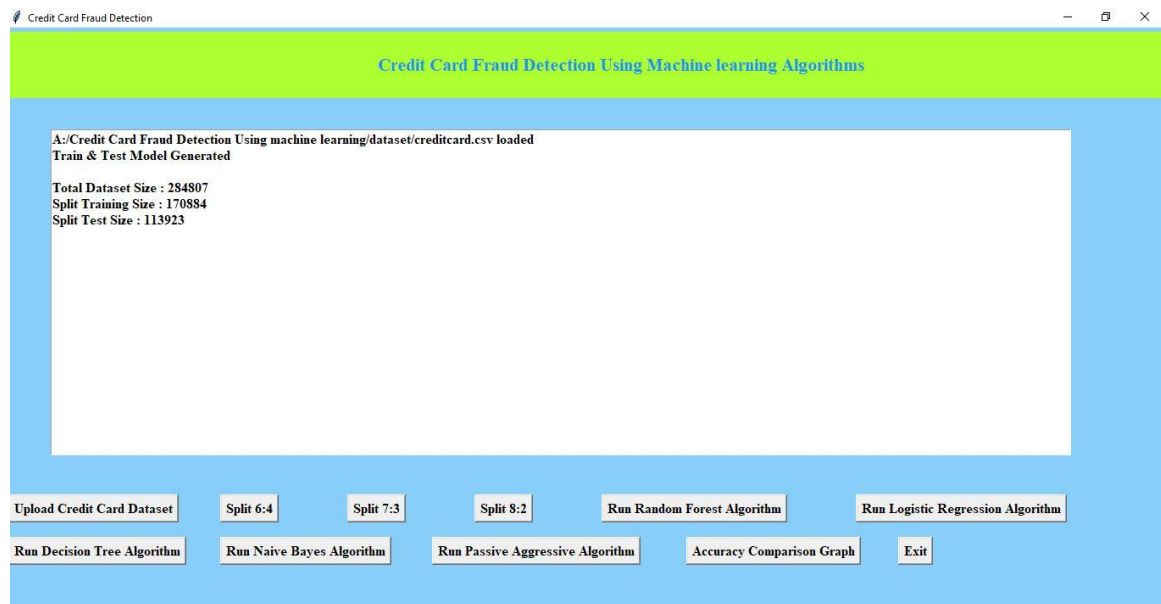 Credit Card Fraud Detection
Credit Card Fraud Detection Using Machine learning Algorithms
A:/Credit Card Fraud Detection Using machine learning/dataset/creditcard.csv loaded
Train & Test Model Generated
Total Dataset Size : 284807
Split Training Size : 170884
Split Test Size : 113923
Upload Credit Card Dataset Split 6:4 Split 7:3 Split 8:2 Run Random Forest Algorithm Run Logistic Regression Algorithm
Run Decision Tree Algorithm Run Naive Bayes Algorithm Run Passive Aggressive Algorithm Accuracy Comparison Graph Exit